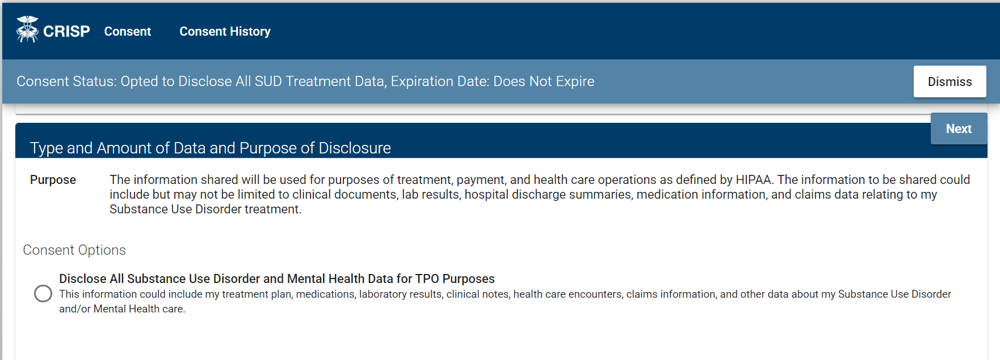 CRISP Consent Consent History
Consent Status: Opted to Disclose All SUD Treatment Data, Expiration Date: Does Not Expire
Dismiss
Next
Type and Amount of Data and Purpose of Disclosure
Purpose
The information shared will be used for purposes of treatment, payment, and health care operations as defined by HIPAA. The information to be shared could
include but may not be limited to clinical documents, lab results, hospital discharge summaries, medication information, and claims data relating to my
Substance Use Disorder treatment.
Consent Options
Disclose All Substance Use Disorder and Mental Health Data for TPO Purposes
This information could include my treatment plan, medications, laboratory results, clinical notes, health care encounters, claims information, and other data about my Substance Use Disorder
and/or Mental Health care.